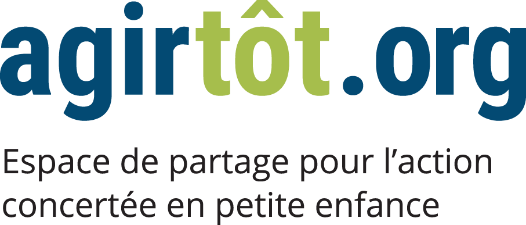 agirtôt.org
Espace de partage pour l’action
concertée en petite enfance